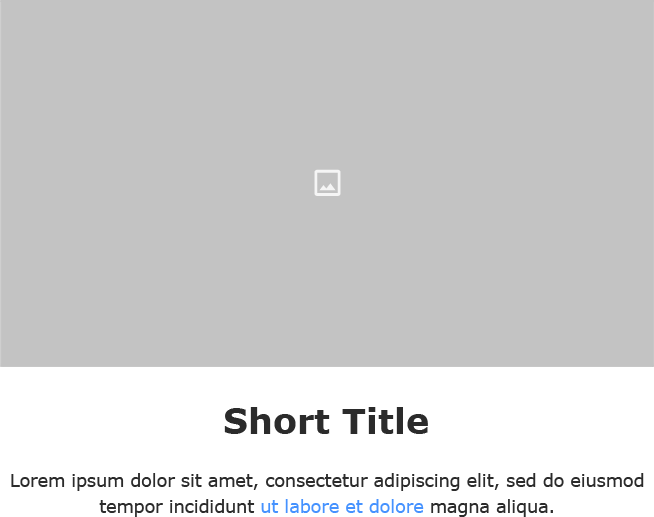 Short Title
Lorem ipsum dolor sit amet, consectetur adipiscing elit, sed do eiusmod
tempor incididunt ut labore et dolore magna aliqua.